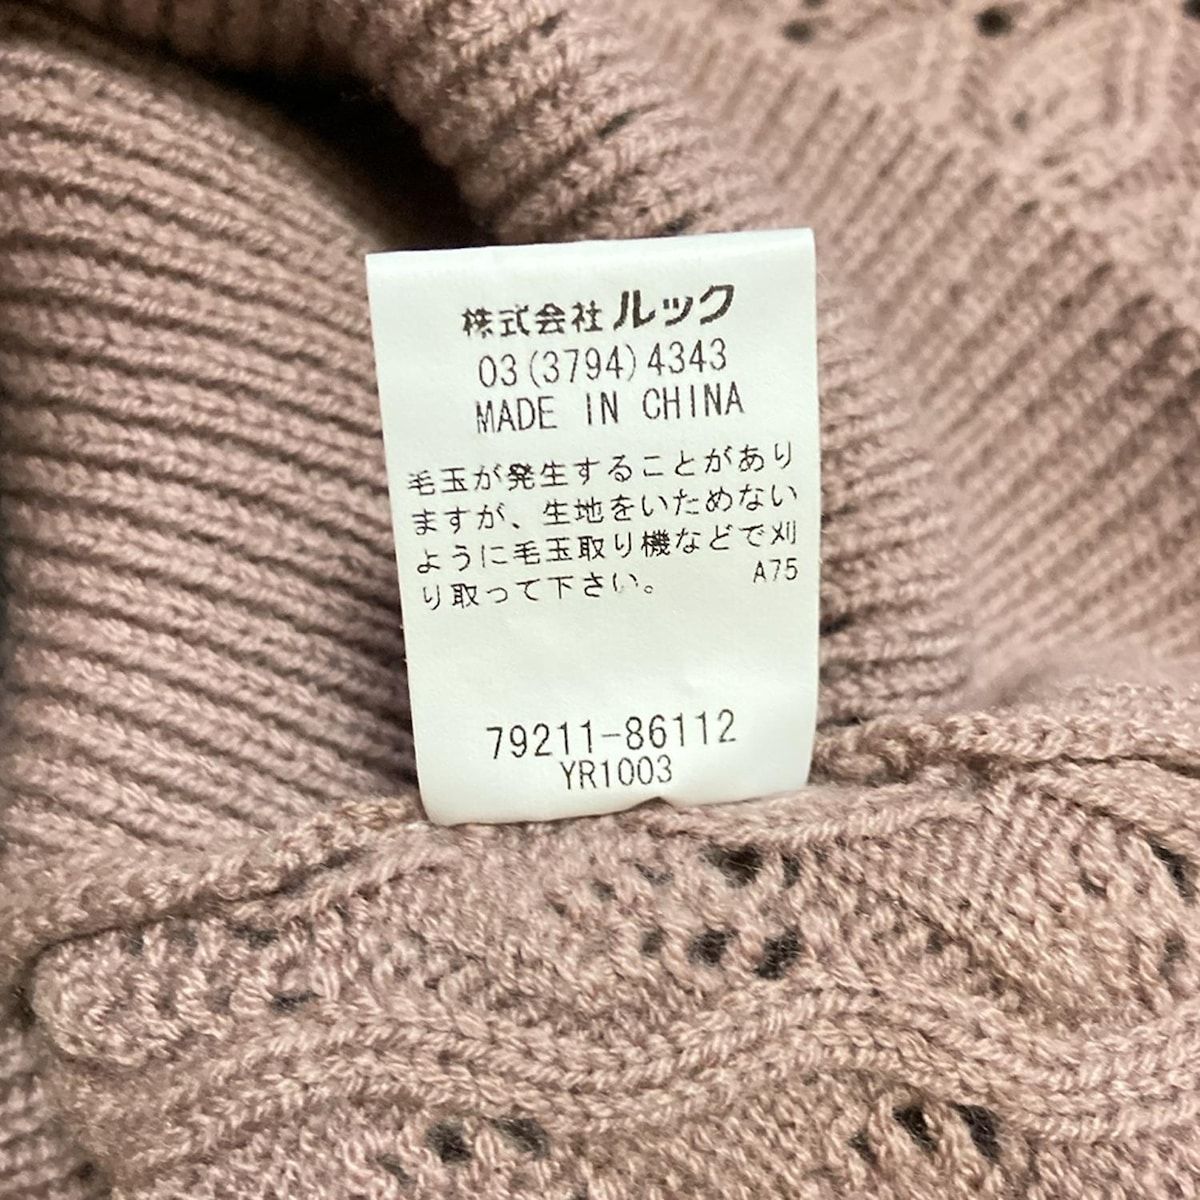 株式会社 ルック
03(3794)4343
MADE IN CHINA
毛玉が発生することがあり
ますが、生地をいためない
ように毛玉取り機などで刈
り取って下さい。 A75
79211-86112
YR1003